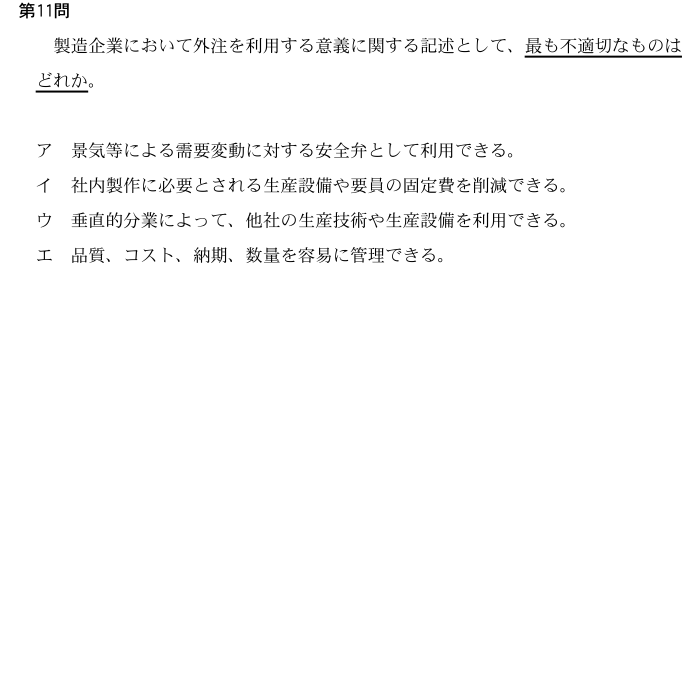 第11問
製造企業において外注を利用する意義に関する記述として、最も不適切なものは
どれか。
ア 景気等による需要変動に対する安全弁として利用できる。
イ 社内製作に必要とされる生産設備や要員の固定費を削減できる。
ウ 垂直的分業によって、他社の生産技術や生産設備を利用できる。
エ 品質、コスト、納期、数量を容易に管理できる。